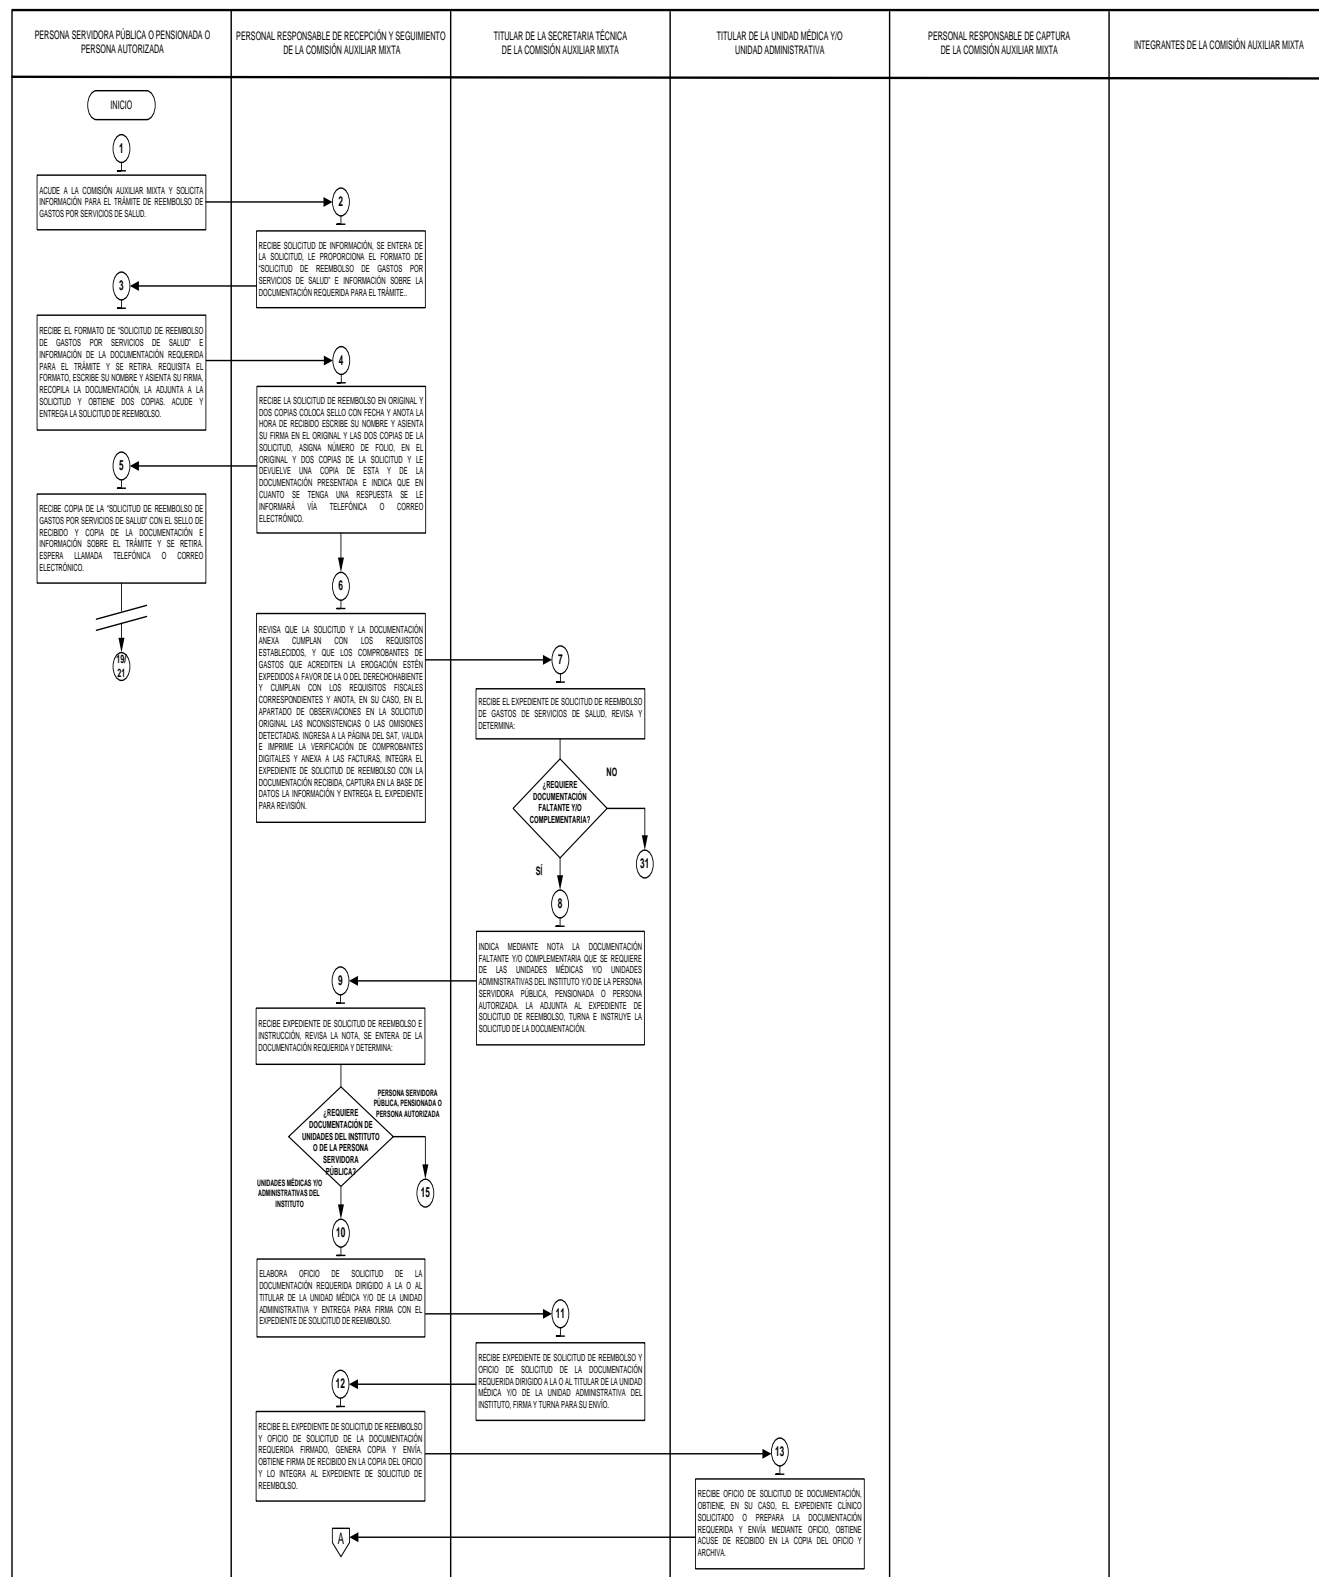 PERSONA SERVIDORA PÚBLICA O PENSIONADA O
PERSONA AUTORIZADA
PERSONAL RESPONSABLE DE RECEPCIÓN Y SEGUIMIENTO
DE LA COMISIÓN AUXILIAR MIXTA
TITULAR DE LA SECRETARIA TÉCNICA
DE LA COMISIÓN AUXILIAR MIXTA
TITULAR DE LA UNIDAD MÉDICA Y/O
UNIDAD ADMINISTRATIVA
PERSONAL RESPONSABLE DE CAPTURA
DE LA COMISIÓN AUXILIAR MIXTA
INTEGRANTES DE LA COMISIÓN AUXILIAR MIXTA
INICIO
1
ACUDE A LA COMISIÓN AUXILIAR MIXTA Y SOLICITA
INFORMACIÓN PARA EL TRÁMITE DE REEMBOLSO DE
GASTOS POR SERVICIOS DE SALUD.
2
RECIBE SOLICITUD DE INFORMACIÓN, SE ENTERA DE
LA SOLICITUD, LE PROPORCIONA EL FORMATO DE
"SOLICITUD DE REEMBOLSO DE GASTOS POR
SERVICIOS DE SALUD" E INFORMACIÓN SOBRE LA
DOCUMENTACIÓN REQUERIDA PARA EL TRÁMITE..
3
RECIBE EL FORMATO DE "SOLICITUD DE REEMBOLSO
DE GASTOS POR SERVICIOS DE SALUD" E
INFORMACIÓN DE LA DOCUMENTACIÓN REQUERIDA
PARA EL TRÁMITE Y SE RETIRA. REQUISITA EL
FORMATO, ESCRIBE SU NOMBRE Y ASIENTA SU FIRMA,
RECOPILA LA DOCUMENTACIÓN, LA ADJUNTA A LA
SOLICITUD Y OBTIENE DOS COPIAS. ACUDE Y
ENTREGA LA SOLICITUD DE REEMBOLSO.
4
RECIBE LA SOLICITUD DE REEMBOLSO EN ORIGINAL Y
DOS COPIAS COLOCA SELLO CON FECHA Y ANOTA LA
HORA DE RECIBIDO ESCRIBE SU NOMBRE Y ASIENTA
SU FIRMA EN EL ORIGINAL Y LAS DOS COPIAS DE LA
SOLICITUD, ASIGNA NÚMERO DE FOLIO, EN EL
ORIGINAL Y DOS COPIAS DE LA SOLICITUD Y LE
DEVUELVE UNA COPIA DE ESTA Y DE LA
DOCUMENTACIÓN PRESENTADA E INDICA QUE EN
CUANTO SE TENGA UNA RESPUESTA SE LE
INFORMARÁ VÍA TELEFÓNICA O CORREO
ELECTRÓNICO.
5
RECIBE COPIA DE LA "SOLICITUD DE REEMBOLSO DE
GASTOS POR SERVICIOS DE SALUD" CON EL SELLO DE
RECIBIDO Y COPIA DE LA DOCUMENTACIÓN E
INFORMACIÓN SOBRE EL TRÁMITE Y SE RETIRA.
ESPERA LLAMADA TELEFÓNICA O CORREO
ELECTRÓNICO.
19/
21
6
REVISA QUE LA SOLICITUD Y LA DOCUMENTACIÓN
ANEXA CUMPLAN CON LOS REQUISITOS
ESTABLECIDOS, Y QUE LOS COMPROBANTES DE
GASTOS QUE ACREDITEN LA EROGACIÓN ESTÉN
EXPEDIDOS A FAVOR DE LA O DEL DERECHOHABIENTE
Y CUMPLAN CON LOS REQUISITOS FISCALES
CORRESPONDIENTES Y ANOTA, EN SU CASO, EN EL
APARTADO DE OBSERVACIONES EN LA SOLICITUD
ORIGINAL LAS INCONSISTENCIAS O LAS OMISIONES
DETECTADAS. INGRESA A LA PÁGINA DEL SAT, VALIDA
E IMPRIME LA VERIFICACIÓN DE COMPROBANTES
DIGITALES Y ANEXA A LAS FACTURAS, INTEGRA EL
EXPEDIENTE DE SOLICITUD DE REEMBOLSO CON LA
DOCUMENTACIÓN RECIBIDA, CAPTURA EN LA BASE DE
DATOS LA INFORMACIÓN Y ENTREGA EL EXPEDIENTE
PARA REVISIÓN.
7
RECIBE EL EXPEDIENTE DE SOLICITUD DE REEMBOLSO
DE GASTOS DE SERVICIOS DE SALUD, REVISA Y
DETERMINA:
¿REQUIERE
DOCUMENTACIÓN
FALTANTE Y/O
COMPLEMENTARIA?
NO
31
SÍ
8
INDICA MEDIANTE NOTA LA DOCUMENTACIÓN
FALTANTE Y/O COMPLEMENTARIA QUE SE REQUIERE
DE LAS UNIDADES MÉDICAS Y/O UNIDADES
ADMINISTRATIVAS DEL INSTITUTO Y/O DE LA PERSONA
SERVIDORA PÚBLICA, PENSIONADA O PERSONA
AUTORIZADA. LA ADJUNTA AL EXPEDIENTE DE
SOLICITUD DE REEMBOLSO, TURNA E INSTRUYE LA
SOLICITUD DE LA DOCUMENTACIÓN.
9
RECIBE EXPEDIENTE DE SOLICITUD DE REEMBOLSO E
INSTRUCCIÓN, REVISA LA NOTA, SE ENTERA DE LA
DOCUMENTACIÓN REQUERIDA Y DETERMINA:
¿REQUIERE
DOCUMENTACIÓN DE
UNIDADES DEL INSTITUTO
O DE LA PERSONA
SERVIDORA
PÚBLICA?
PERSONA SERVIDORA
PÚBLICA, PENSIONADA O
PERSONA AUTORIZADA
15
UNIDADES MÉDICAS Y/O
ADMINISTRATIVAS DEL
INSTITUTO
10
ELABORA OFICIO DE SOLICITUD DE LA
DOCUMENTACIÓN REQUERIDA DIRIGIDO A LA O AL
TITULAR DE LA UNIDAD MÉDICA Y/O DE LA UNIDAD
ADMINISTRATIVA Y ENTREGA PARA FIRMA CON EL
EXPEDIENTE DE SOLICITUD DE REEMBOLSO.
11
RECIBE EXPEDIENTE DE SOLICITUD DE REEMBOLSO Y
OFICIO DE SOLICITUD DE LA DOCUMENTACIÓN
REQUERIDA DIRIGIDO A LA O AL TITULAR DE LA UNIDAD
MÉDICA Y/O DE LA UNIDAD ADMINISTRATIVA DEL
INSTITUTO, FIRMA Y TURNA PARA SU ENVÍO.
12
RECIBE EL EXPEDIENTE DE SOLICITUD DE REEMBOLSO
Y OFICIO DE SOLICITUD DE LA DOCUMENTACIÓN
REQUERIDA FIRMADO, GENERA COPIA Y ENVÍA,
OBTIENE FIRMA DE RECIBIDO EN LA COPIA DEL OFICIO
Y LO INTEGRA AL EXPEDIENTE DE SOLICITUD DE
REEMBOLSO.
13
RECIBE OFICIO DE SOLICITUD DE DOCUMENTACIÓN,
OBTIENE, EN SU CASO, EL EXPEDIENTE CLÍNICO
SOLICITADO O PREPARA LA DOCUMENTACIÓN
REQUERIDA Y ENVÍA MEDIANTE OFICIO, OBTIENE
ACUSE DE RECIBIDO EN LA COPIA DEL OFICIO Y
ARCHIVA.
A